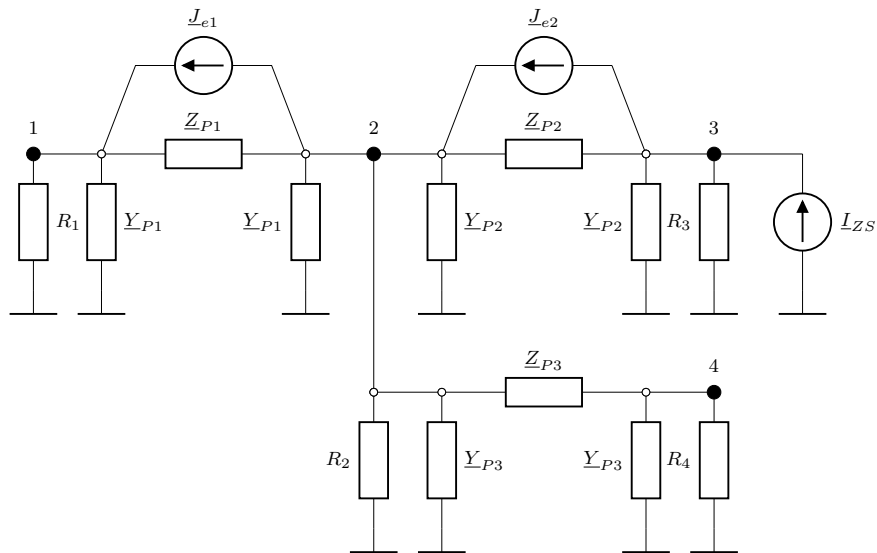 J_e1 J_e2
1 Z_P1 2 Z_P2 3
R_1 Y_P1 Y_P1 Y_P2 Y_P2 R_3 I_ZS
Z_P3 4
R_2 Y_P3 Y_P3 R_4